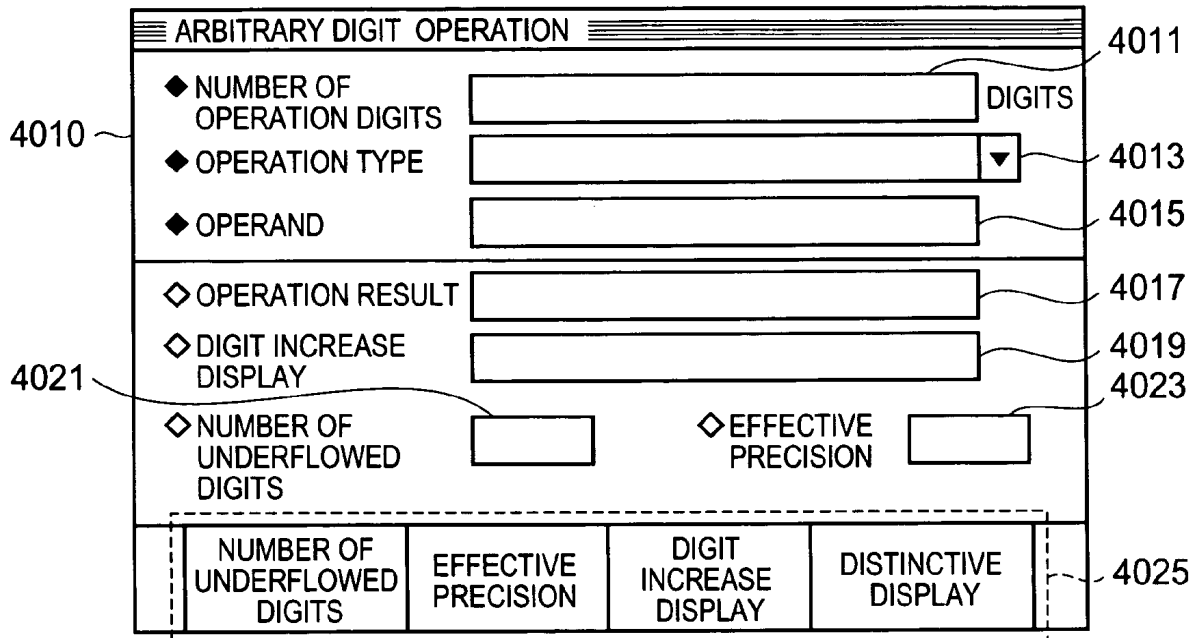 ARBITRARY DIGIT OPERATION
4011
NUMBER OF
OPERATION DIGITS
DIGITS
4010
OPERATION TYPE
4013
OPERAND
4015
OPERATION RESULT
4017
DIGIT INCREASE
DISPLAY
4019
4021
4023
NUMBER OF
UNDERFLOWED
DIGITS
EFFECTIVE
PRECISION
NUMBER OF
UNDERFLOWED
DIGITS
EFFECTIVE
PRECISION
DIGIT
INCREASE
DISPLAY
DISTINCTIVE
DISPLAY
4025